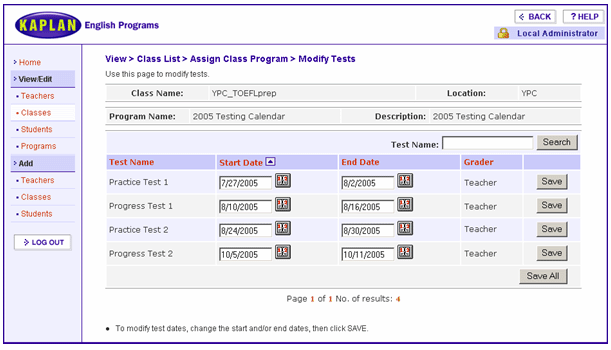 KAPLAN English Programs
BACK ? HELP
Local Administrator
View > Class List > Assign Class Program > Modify Tests
Use this page to modify tests.
Class Name: YPC_TOEFLprep Location: YPC
Program Name: 2005 Testing Calendar Description: 2005 Testing Calendar
Home
View/Edit
Teachers
Classes
Students
Programs
Add
Teachers
Classes
Students
LOG OUT
Test Name: Search
Test Name Start Date End Date Grader
Practice Test 1 7/27/2005 8/2/2005 Teacher Save
Progress Test 1 8/10/2005 8/16/2005 Teacher Save
Practice Test 2 8/24/2005 8/30/2005 Teacher Save
Progress Test 2 10/5/2005 10/11/2005 Teacher Save
Save All
Page 1 of 1 No. of results: 4
• To modify test dates, change the start and/or end dates, then click SAVE.